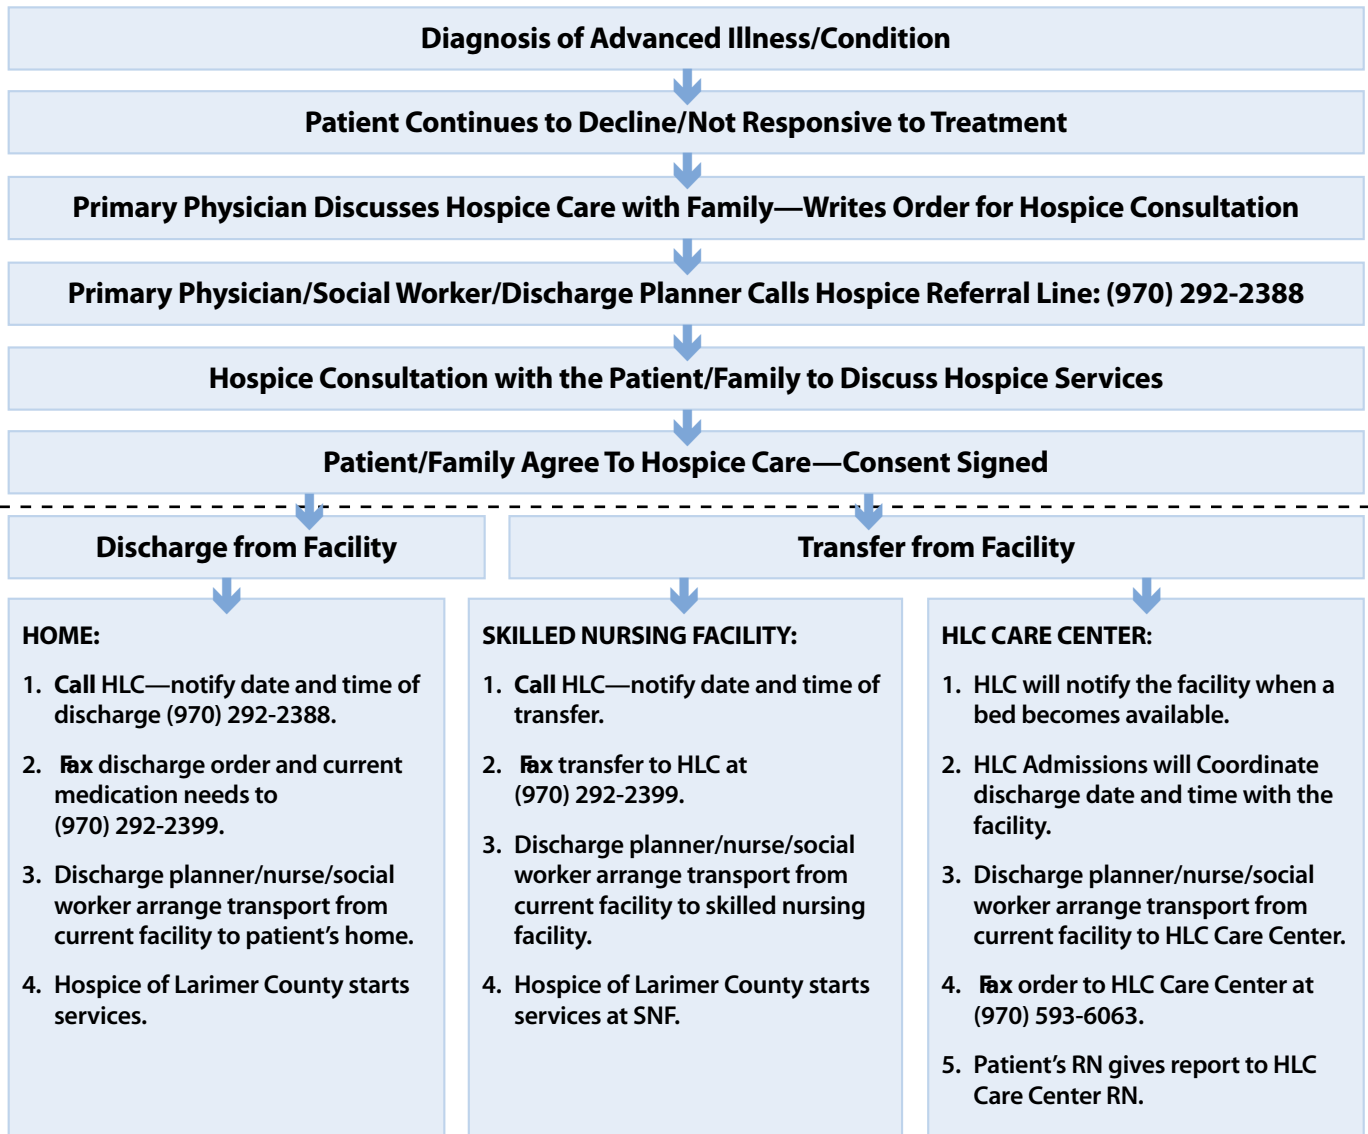 Diagnosis of Advanced Illness/Condition
Patient Continues to Decline/Not Responsive to Treatment
Primary Physician Discusses Hospice Care with Family—Writes Order for Hospice Consultation
Primary Physician/Social Worker/Discharge Planner Calls Hospice Referral Line: (970) 292-2388
Hospice Consultation with the Patient/Family to Discuss Hospice Services
Patient/Family Agree To Hospice Care—Consent Signed
Discharge from Facility
Transfer from Facility
HOME:
1. Call HLC—notify date and time of
discharge (970) 292-2388.
2. Fax discharge order and current
medication needs to
(970) 292-2399.
3. Discharge planner/nurse/social
worker arrange transport from
current facility to patient’s home.
4. Hospice of Larimer County starts
services.
SKILLED NURSING FACILITY:
1. Call HLC—notify date and time of
transfer.
2. Fax transfer to HLC at
(970) 292-2399.
3. Discharge planner/nurse/social
worker arrange transport from
current facility to skilled nursing
facility.
4. Hospice of Larimer County starts
services at SNF.
HLC CARE CENTER:
1. HLC will notify the facility when a
bed becomes available.
2. HLC Admissions will Coordinate
discharge date and time with the
facility.
3. Discharge planner/nurse/social
worker arrange transport from
current facility to HLC Care Center.
4. Fax order to HLC Care Center at
(970) 593-6063.
5. Patient’s RN gives report to HLC
Care Center RN.